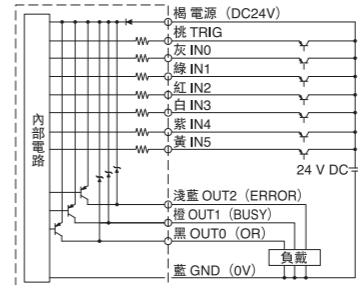 楬 電源（DC24V）
桃 TRIG
灰 IN0
綠 IN1
紅 IN2
白 IN3
紫 IN4
黃 IN5
內部電路
24 V DC
淺藍 OUT2（ERROR）
橙 OUT1（BUSY）
黑 OUT0（OR）
負載
藍 GND（0V）